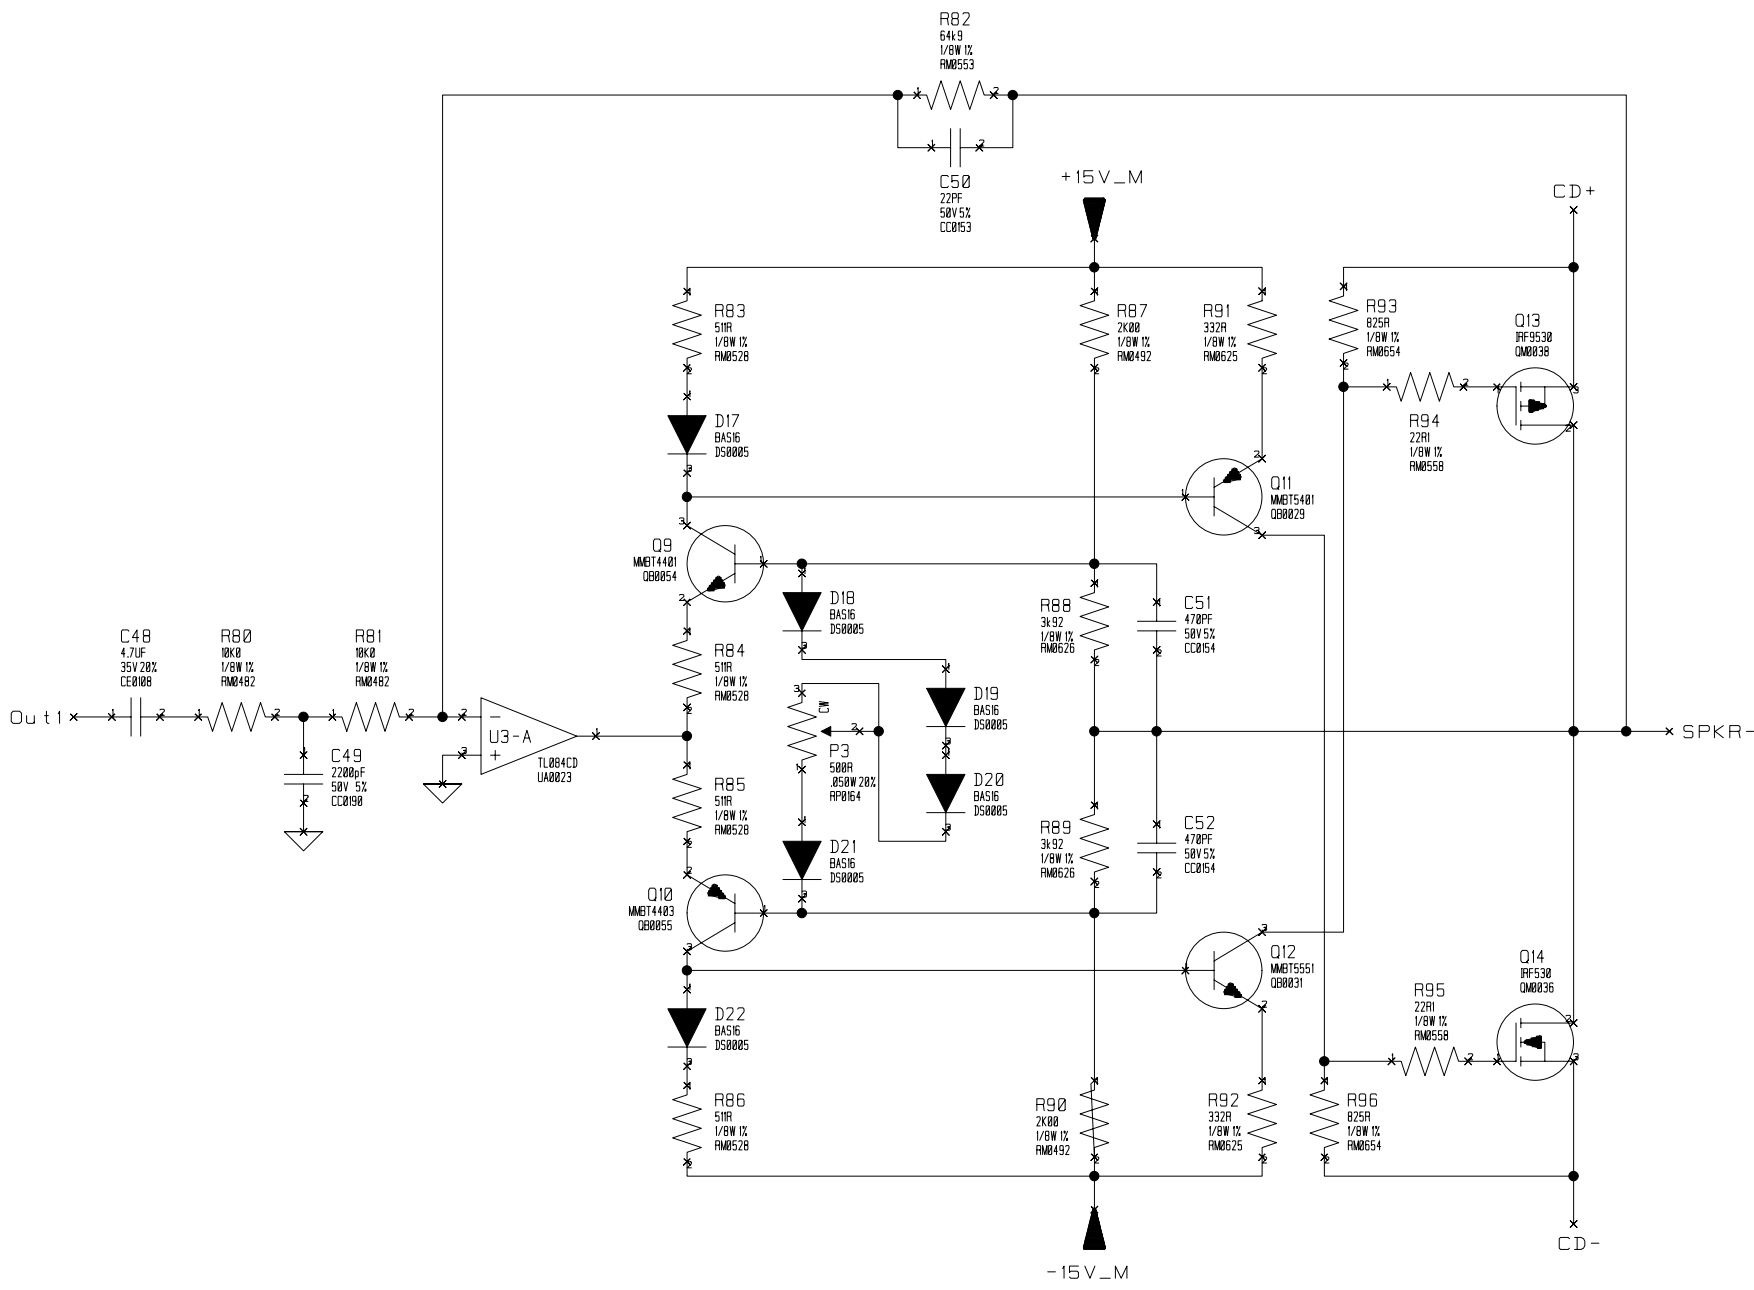 R82
64k9
1/8W 1%
RM0553
C50
22PF
50V 5%
CC0153
+15V_M
CD+
R83
511R
1/8W 1%
RM0528
R87
2K00
1/8W 1%
RM0492
R91
332R
1/8W 1%
RM0625
R93
825R
1/8W 1%
RM0654
Q13
IRF9530
QM0038
D17
BAS16
DS0005
R94
22R1
1/8W 1%
RM0558
Q11
MMBT5401
QB0029
Q9
MMBT4401
QB0054
D18
BAS16
DS0005
R88
3k92
1/8W 1%
RM0626
C51
470PF
50V 5%
CC0154
C48
4.7UF
35V 20%
CE0108
R80
10K0
1/8W 1%
RM0482
R81
10K0
1/8W 1%
RM0482
R84
511R
1/8W 1%
RM0528
D19
BAS16
DS0005
CW
Out1
U3-A
TL084CD
UA0023
SPKR-
C49
2200pF
50V 5%
CC0190
P3
500R
.050W 20%
RP0164
R85
511R
1/8W 1%
RM0528
D20
BAS16
DS0005
D21
BAS16
DS0005
R89
3k92
1/8W 1%
RM0626
C52
470PF
50V 5%
CC0154
Q10
MMBT4403
QB0055
Q12
MMBT5551
QB0031
Q14
IRF530
QM0036
R95
22R1
1/8W 1%
RM0558
D22
BAS16
DS0005
R86
511R
1/8W 1%
RM0528
R90
2K00
1/8W 1%
RM0492
R92
332R
1/8W 1%
RM0625
R96
825R
1/8W 1%
RM0654
CD-
-15V_M